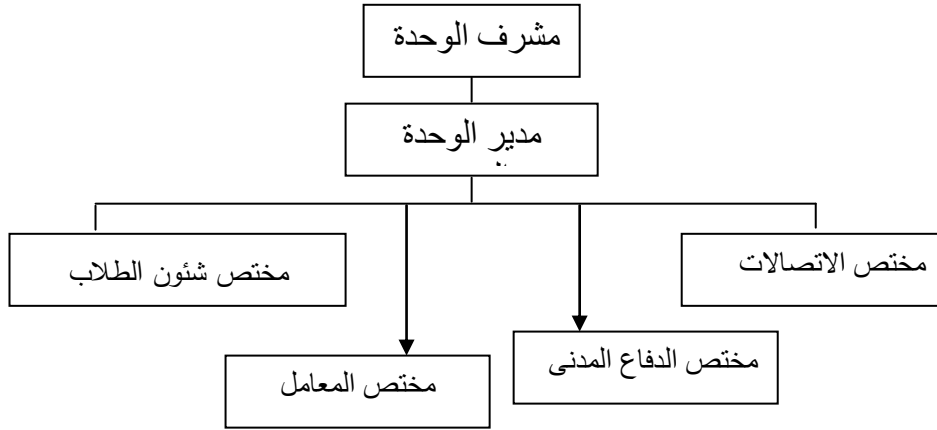 مشرف الوحدة
مدير الوحدة
مختص الاتصالات
مختص الدفاع المدنى
مختص المعامل
مختص شئون الطلاب